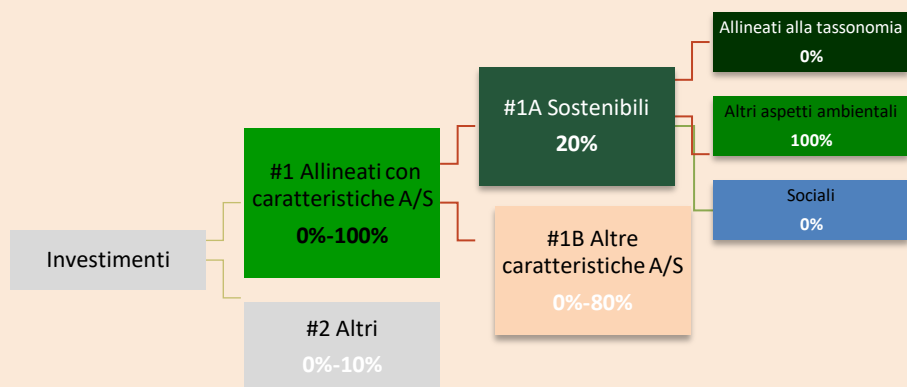 Investimenti
#1 Allineati con
caratteristiche A/S
0%-100%
#2 Altri
0%-10%
#1A Sostenibili
20%
#1B Altre
caratteristiche A/S
0%-80%
Allineati alla tassonomia
0%
Altri aspetti ambientali
100%
Sociali
0%